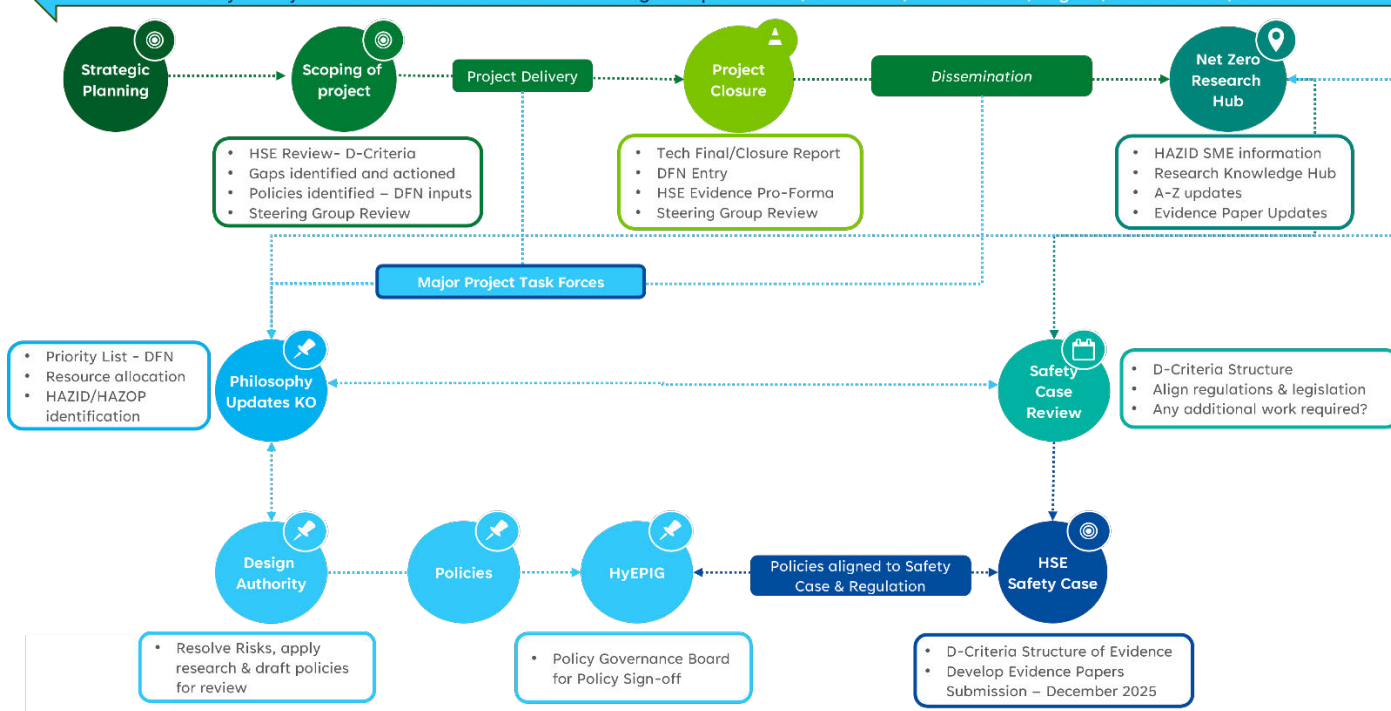 Strategic
Planning
Scoping of
project
Project Delivery
Project
Closure
Dissemination
Net Zero
Research
Hub
• HSE Review- D-Criteria
• Gaps identified and actioned
• Policies identified – DFN inputs
• Steering Group Review
• Tech Final/Closure Report
• DFN Entry
• HSE Evidence Pro-Forma
• Steering Group Review
• HAZID SME information
• Research Knowledge Hub
• A-Z updates
• Evidence Paper Updates
Major Project Task Forces
• Priority List - DFN
• Resource allocation
• HAZID/HAZOP
identification
Philosophy
Updates KO
Safety
Case
Review
• D-Criteria Structure
• Align regulations & legislation
• Any additional work required?
Design
Authority
Policies
HyEPIG
Policies aligned to Safety
Case & Regulation
HSE
Safety Case
• Resolve Risks, apply
research & draft policies
for review
• Policy Governance Board
for Policy Sign-off
• D-Criteria Structure of Evidence
• Develop Evidence Papers
Submission – December 2025